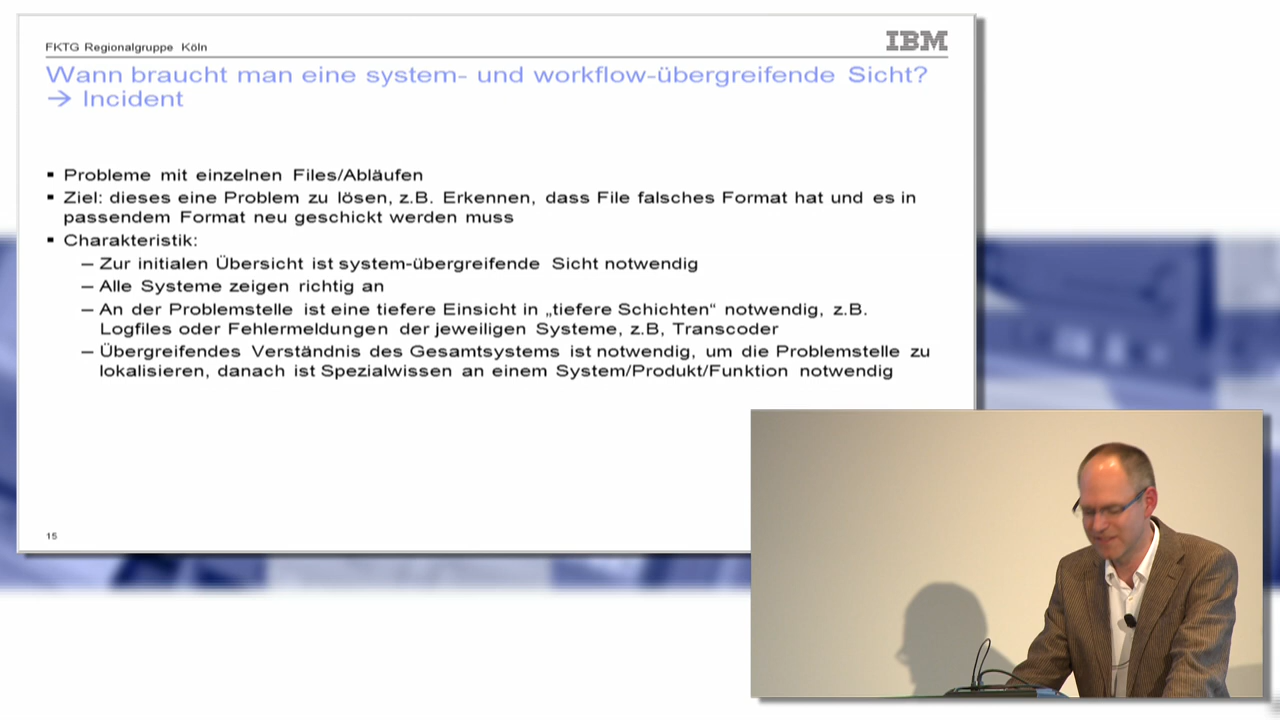 FKTG Regionalgruppe Köln
IBM
Wann braucht man eine system- und workflow-übergreifende Sicht?
→ Incident
▪ Probleme mit einzelnen Files/Abläufen
▪ Ziel: dieses eine Problem zu lösen, z.B. Erkennen, dass File falsches Format hat und es in
passendem Format neu geschickt werden muss
▪ Charakteristik:
– Zur initialen Übersicht ist system-übergreifende Sicht notwendig
– Alle Systeme zeigen richtig an
– An der Problemstelle ist eine tiefere Einsicht in „tiefere Schichten“ notwendig, z.B.
Logfiles oder Fehlermeldungen der jeweiligen Systeme, z.B, Transcoder
– Übergreifendes Verständnis des Gesamtsystems ist notwendig, um die Problemstelle zu
lokalisieren, danach ist Spezialwissen an einem System/Produkt/Funktion notwendig
15